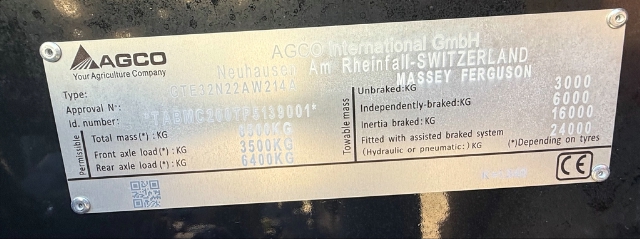 AGCO
Your Agriculture Company
AGCO International GmbH
Neuhausen Am Rheinfall-SWITZERLAND
MASSEY FERGUSON
Type:
Approval N°:
Id. number:
Permissible
Total mass(*):KG
Front axle load(*):KG 3500KG
Rear axle load(*):KG 6400KG
Towable mass
Unbraked:KG 3000
Independently-braked:KG 6000
Inertia braked:KG 16000
Fitted with assisted braked system 24000
(Hydraulic or pneumatic:)KG
(*)Depending on tyres
CE